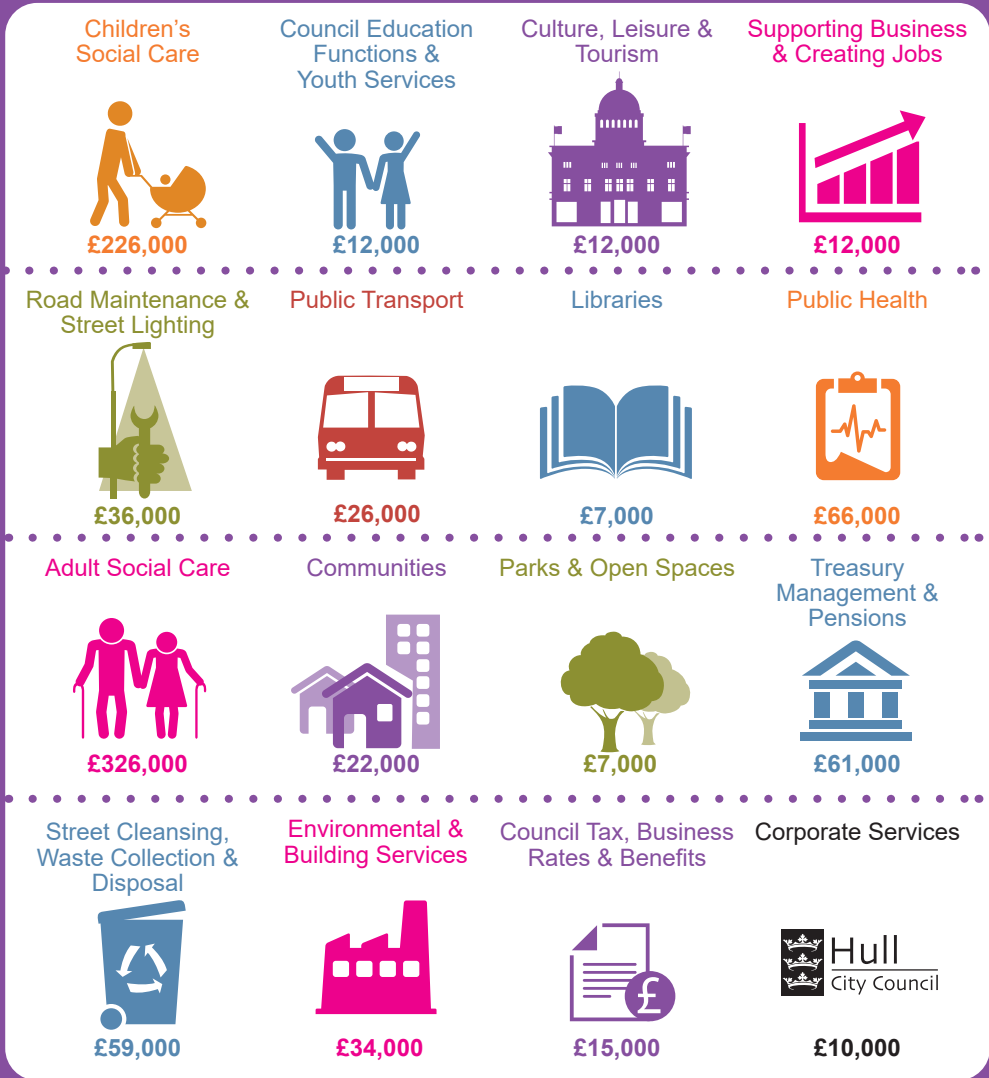 Children's
Social Care
£226,000
Council Education
Functions &
Youth Services
£12,000
Culture, Leisure &
Tourism
£12,000
Supporting Business
& Creating Jobs
£12,000
Road Maintenance &
Street Lighting
£36,000
Public Transport
£26,000
Libraries
£7,000
Public Health
£66,000
Adult Social Care
£326,000
Communities
£22,000
Parks & Open Spaces
£7,000
Treasury
Management &
Pensions
£61,000
Street Cleansing,
Waste Collection &
Disposal
£59,000
Environmental &
Building Services
£34,000
Council Tax, Business
Rates & Benefits
£
£15,000
Corporate Services
Hull
City Council
£10,000